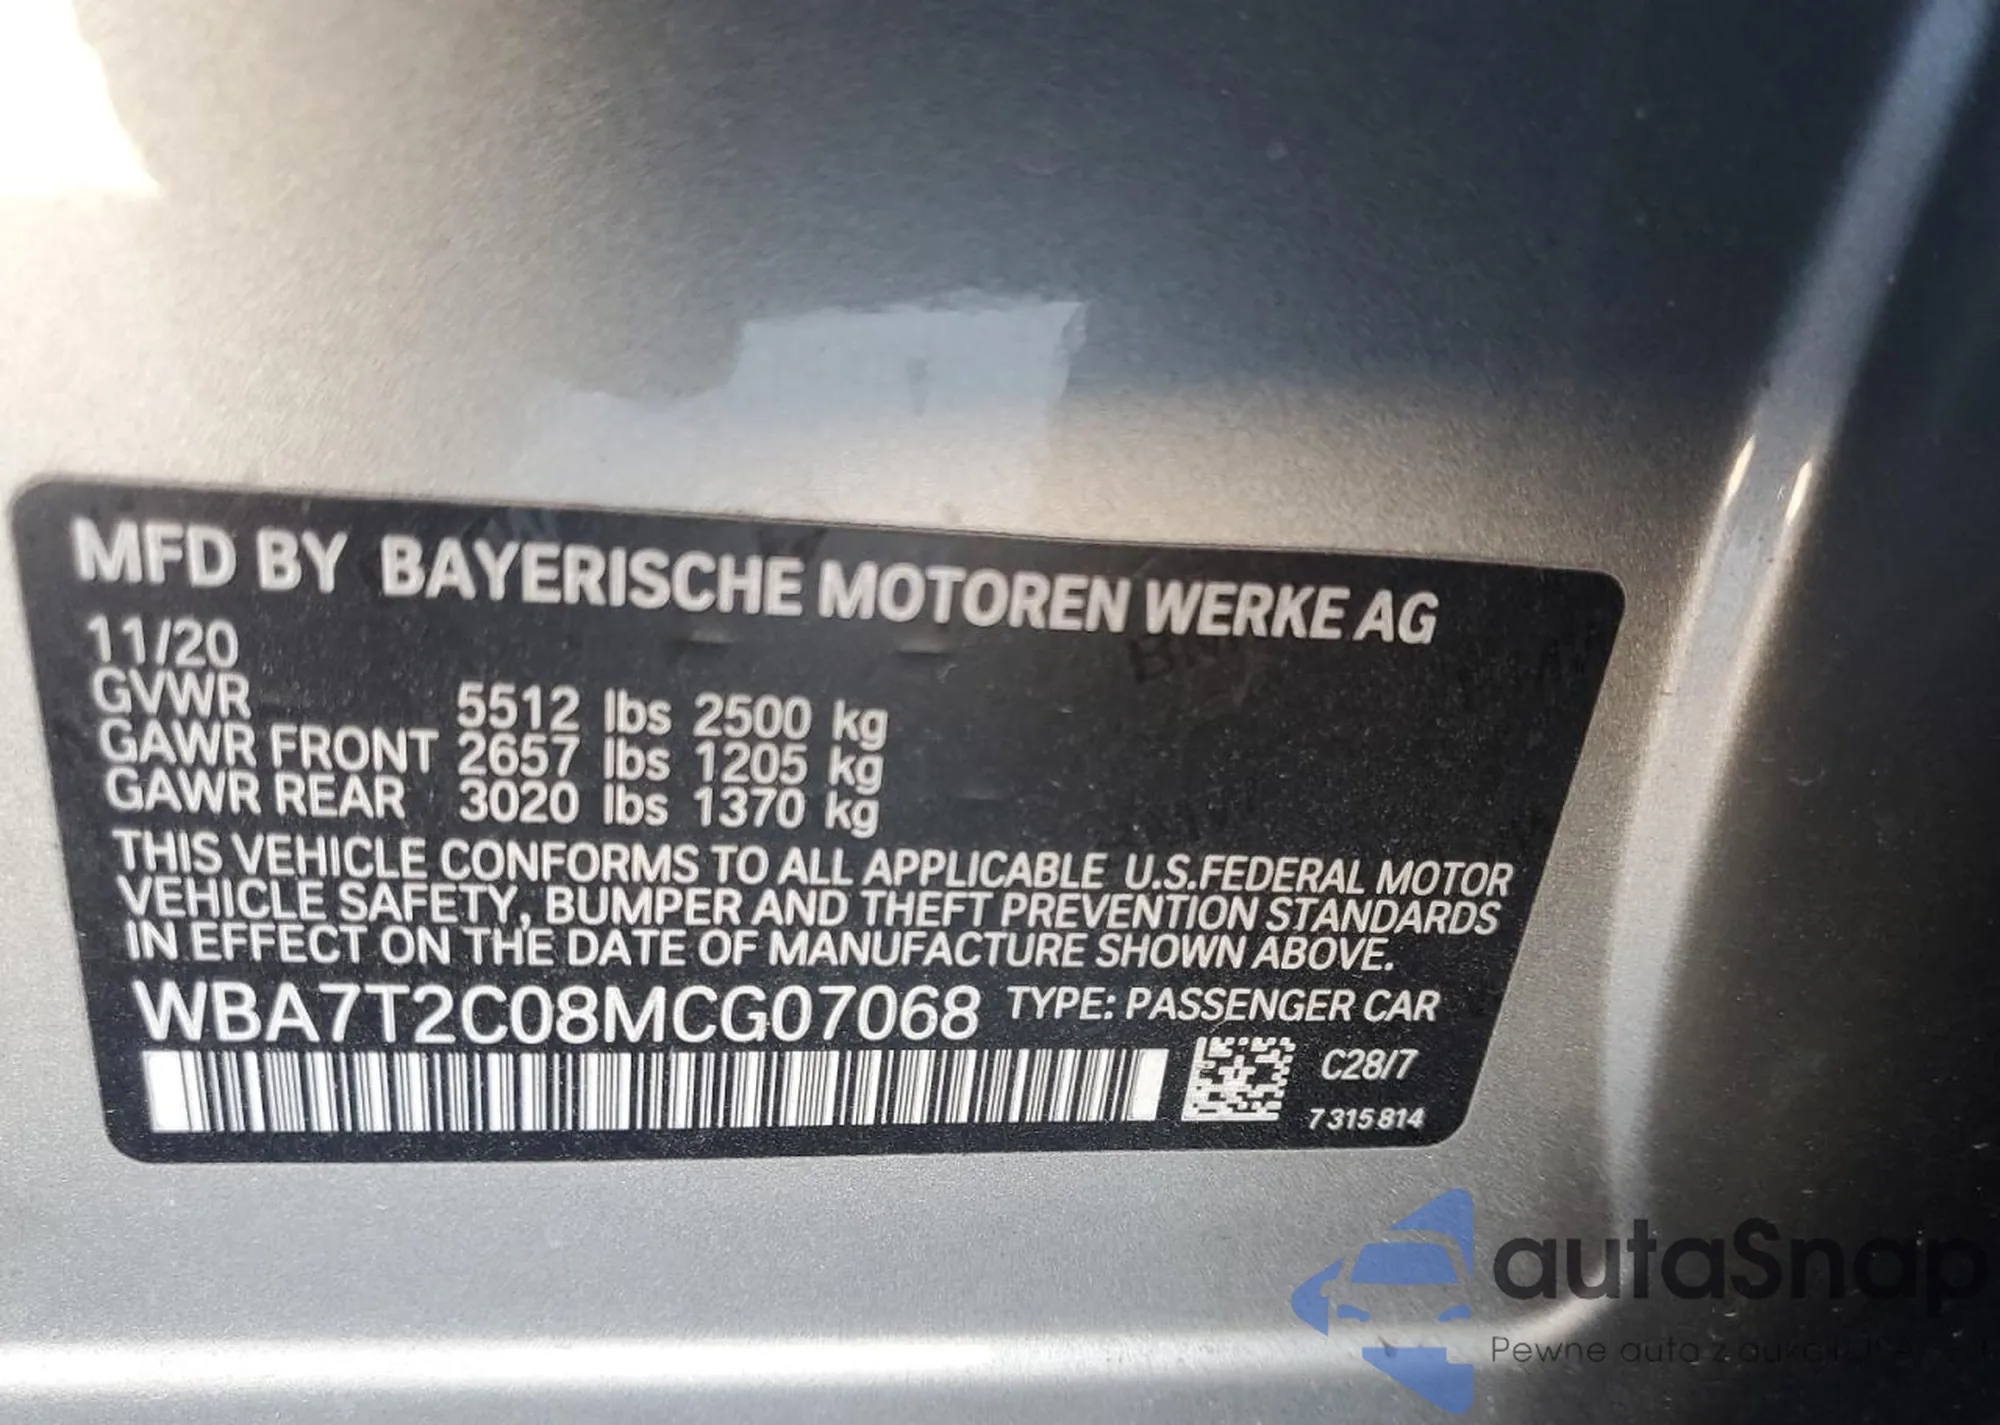 MFD BY BAYERISCHE MOTOREN WERKE AG
11/20
GVWR 5512 lbs 2500 kg
GAWR FRONT 2657 lbs 1205 kg
GAWR REAR 3020 lbs 1370 kg
THIS VEHICLE CONFORMS TO ALL APPLICABLE U.S.FEDERAL MOTOR
VEHICLE SAFETY, BUMPER AND THEFT PREVENTION STANDARDS
IN EFFECT ON THE DATE OF MANUFACTURE SHOWN ABOVE.
WBA7T2C08MCG07068 TYPE: PASSENGER CAR
C28/7
7 315 814
autaSnap
Pewne auta z aukcji